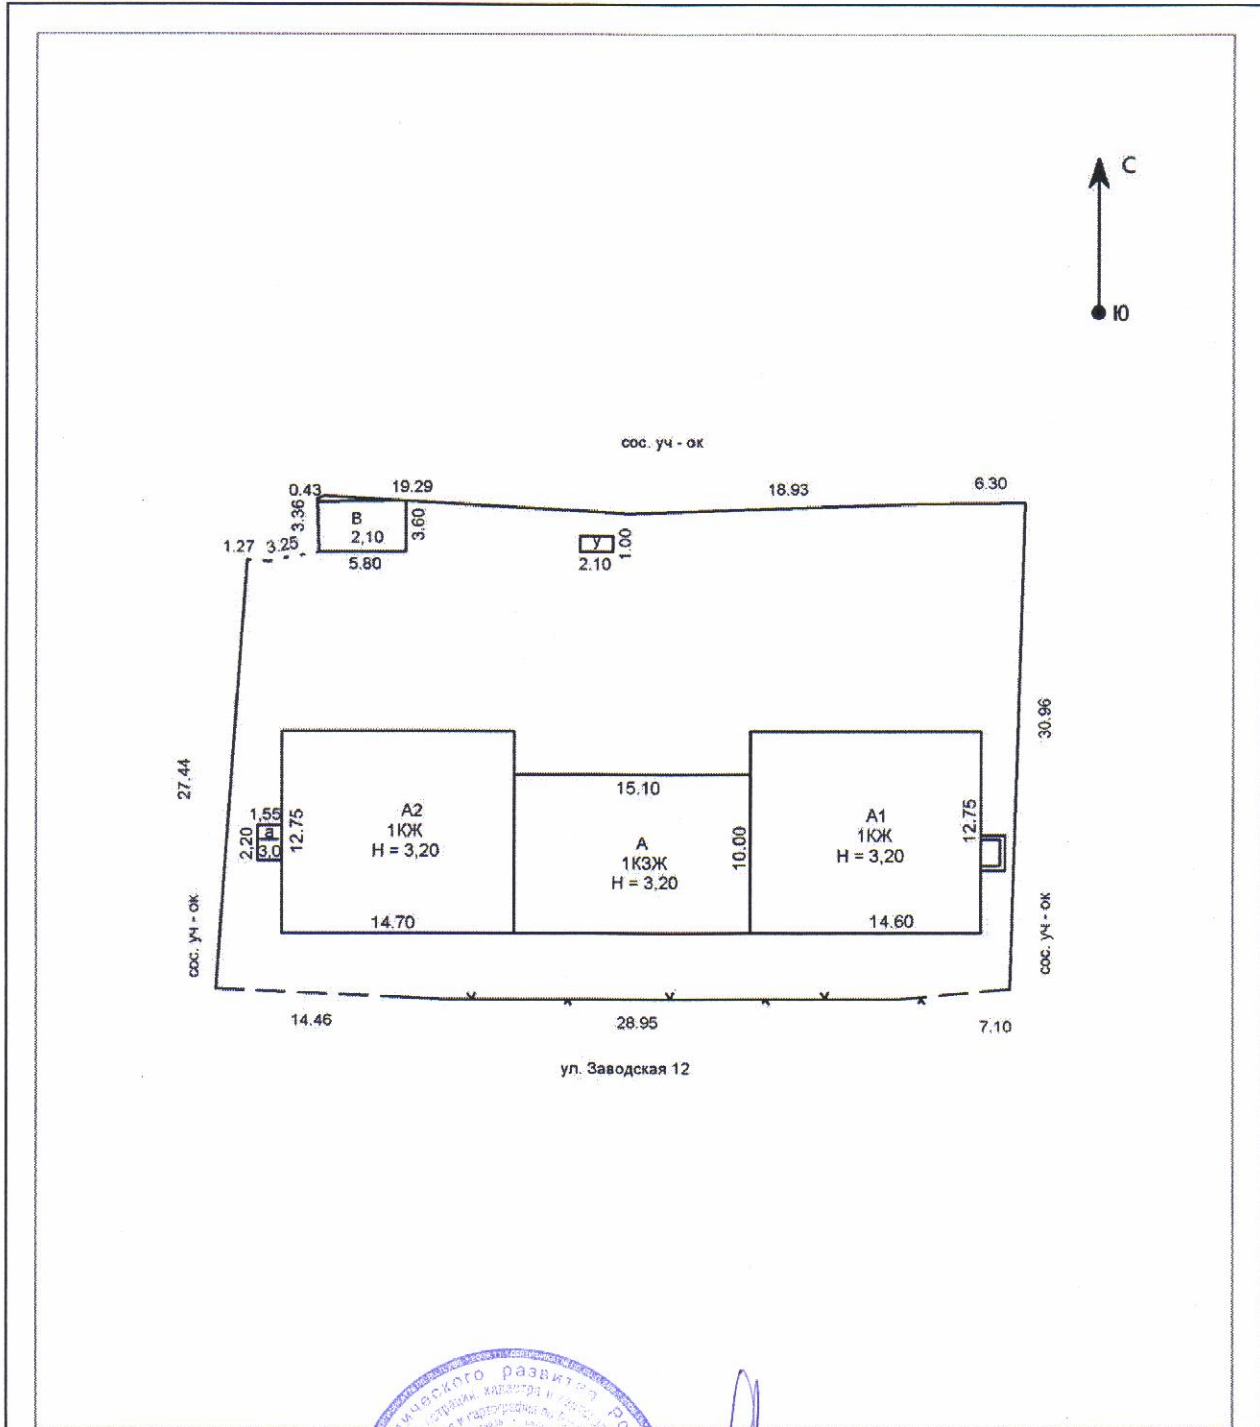 С
Ю
сос. уч - ок
0.43
19.29
18.93
6.30
3.36
В
2,10
3.60
у
1.00
1.27
3.25
5.80
2.10
30.96
27.44
15.10
1,55
2,20
а
3,0
12.75
А2
1КЖ
Н = 3,20
А
1КЗЖ
Н = 3,20
10.00
А1
1КЖ
Н = 3,20
12.75
14.70
14.60
сос. уч - ок
сос. уч - ок
14.46
28.95
7.10
ул. Заводская 12
ического развития Ро